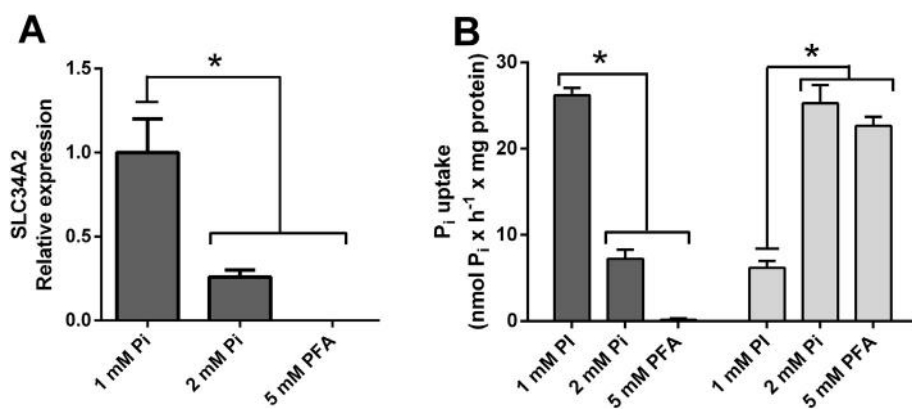 A
*
SLC34A2
Relative expression
1.5
1.0
0.5
0.0
1 mM Pi
2 mM Pi
5 mM PFA
B
*
*
Pi uptake
(nmol Pi x h-1 x mg protein)
30
20
10
0
1 mM PI
2 mM Pi
5 mM PFA
1 mM PI
2 mM Pi
5 mM PFA